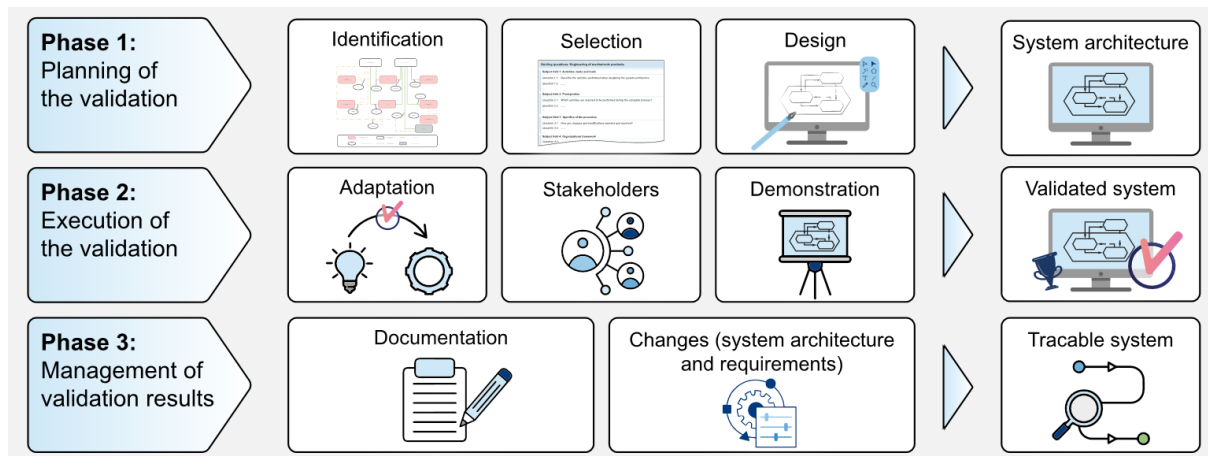 Phase 1:
Planning of
the validation
Identification
Selection
Design
System architecture
Phase 2:
Execution of
the validation
Adaptation
Stakeholders
Demonstration
Validated system
Phase 3:
Management of
validation results
Documentation
Changes (system architecture
and requirements)
Tracable system